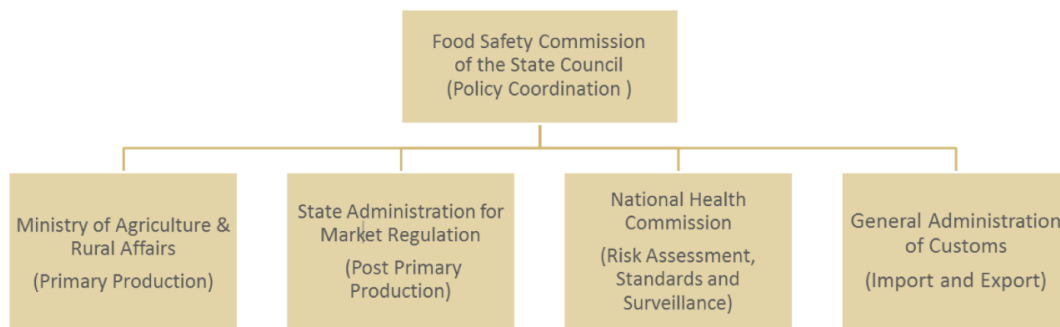 Food Safety Commission
of the State Council
(Policy Coordination )
Ministry of Agriculture &
Rural Affairs
(Primary Production)
State Administration for
Market Regulation
(Post Primary
Production)
National Health
Commission
(Risk Assessment,
Standards and
Surveillance)
General Administration
of Customs
(Import and Export)